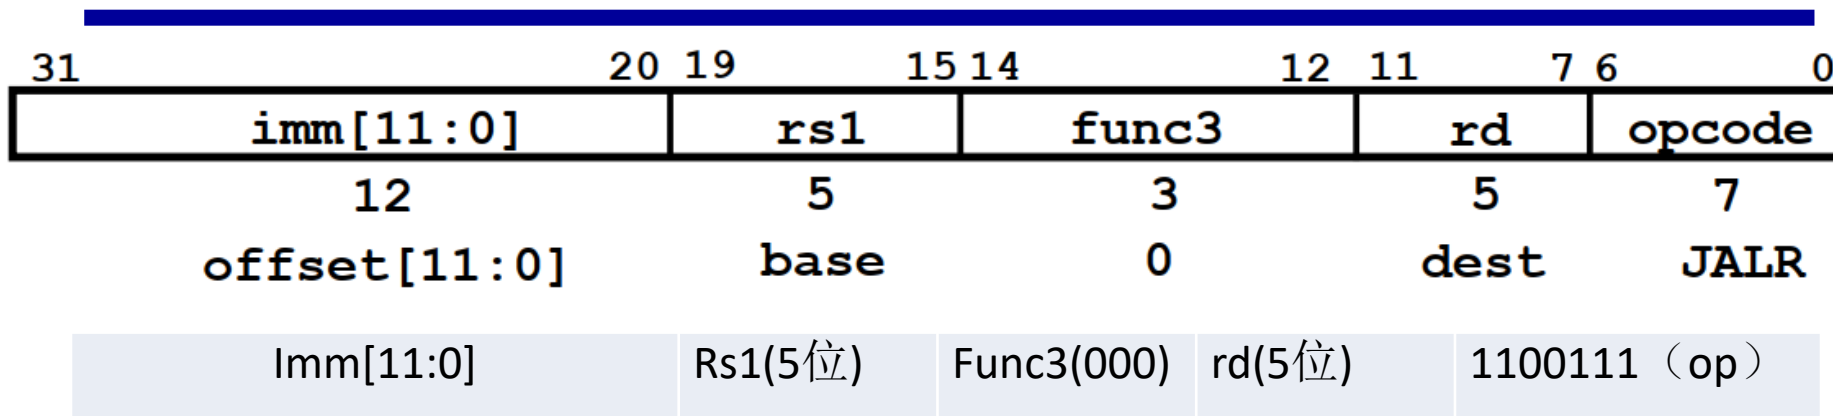 31 20 19 15 14 12 11 7 6 0
imm[11:0] rs1 func3 rd opcode
12 5 3 5 7
offset[11:0] base 0 dest JALR
Imm[11:0] Rs1(5位) Func3(000) rd(5位) 1100111（op）